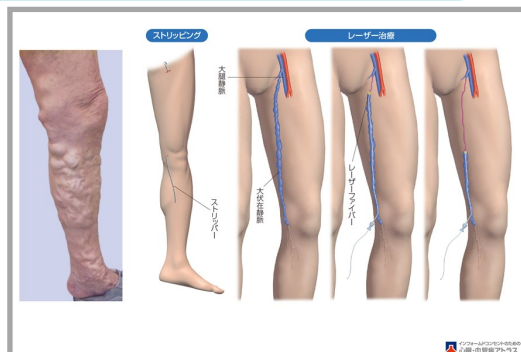 ストリッピング
レーザー治療
大腿静脈
ストリッパー
大伏在静脈
レーザーファイバー
インフォームドコンセントのための
心臓・血管病アトラス